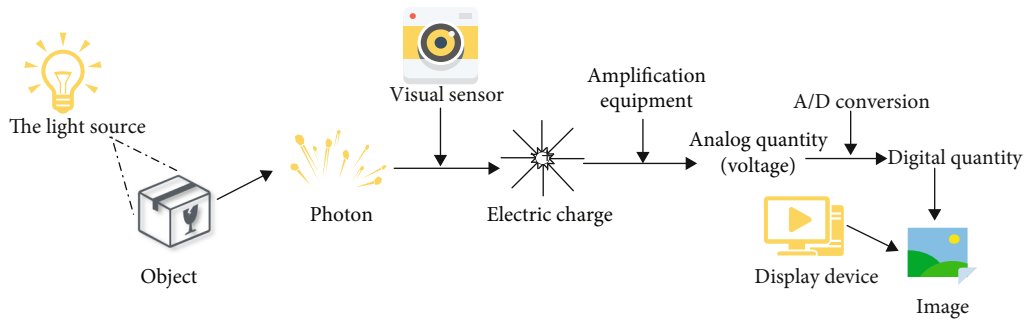 The light source
Object
Photon
Visual sensor
Electric charge
Amplification
equipment
Analog quantity
(voltage)
A/D conversion
Digital quantity
Display device
Image